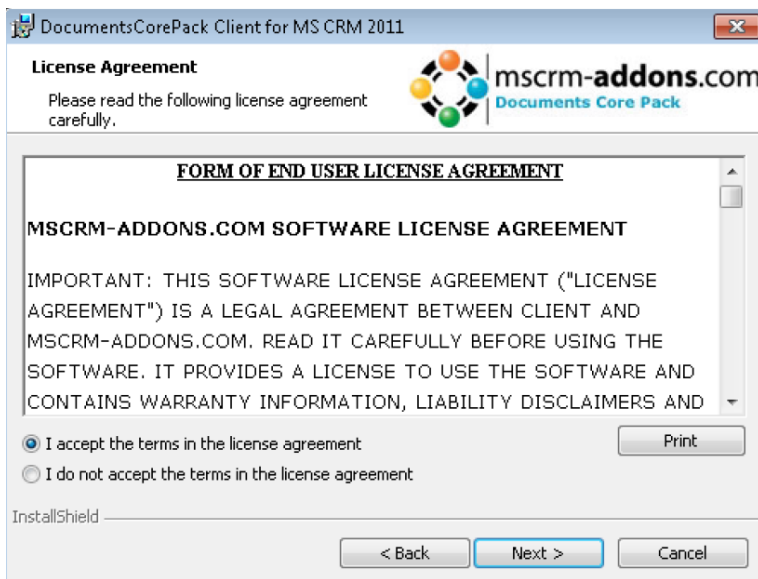 DocumentsCorePack Client for MS CRM 2011
License Agreement
Please read the following license agreement
carefully.
mscrm-addons.com
Documents Core Pack
FORM OF END USER LICENSE AGREEMENT
MSCRM-ADDONS.COM SOFTWARE LICENSE AGREEMENT
IMPORTANT: THIS SOFTWARE LICENSE AGREEMENT ("LICENSE
AGREEMENT") IS A LEGAL AGREEMENT BETWEEN CLIENT AND
MSCRM-ADDONS.COM. READ IT CAREFULLY BEFORE USING THE
SOFTWARE. IT PROVIDES A LICENSE TO USE THE SOFTWARE AND
CONTAINS WARRANTY INFORMATION, LIABILITY DISCLAIMERS AND
I accept the terms in the license agreement
Print
I do not accept the terms in the license agreement
InstallShield
< Back Next > Cancel